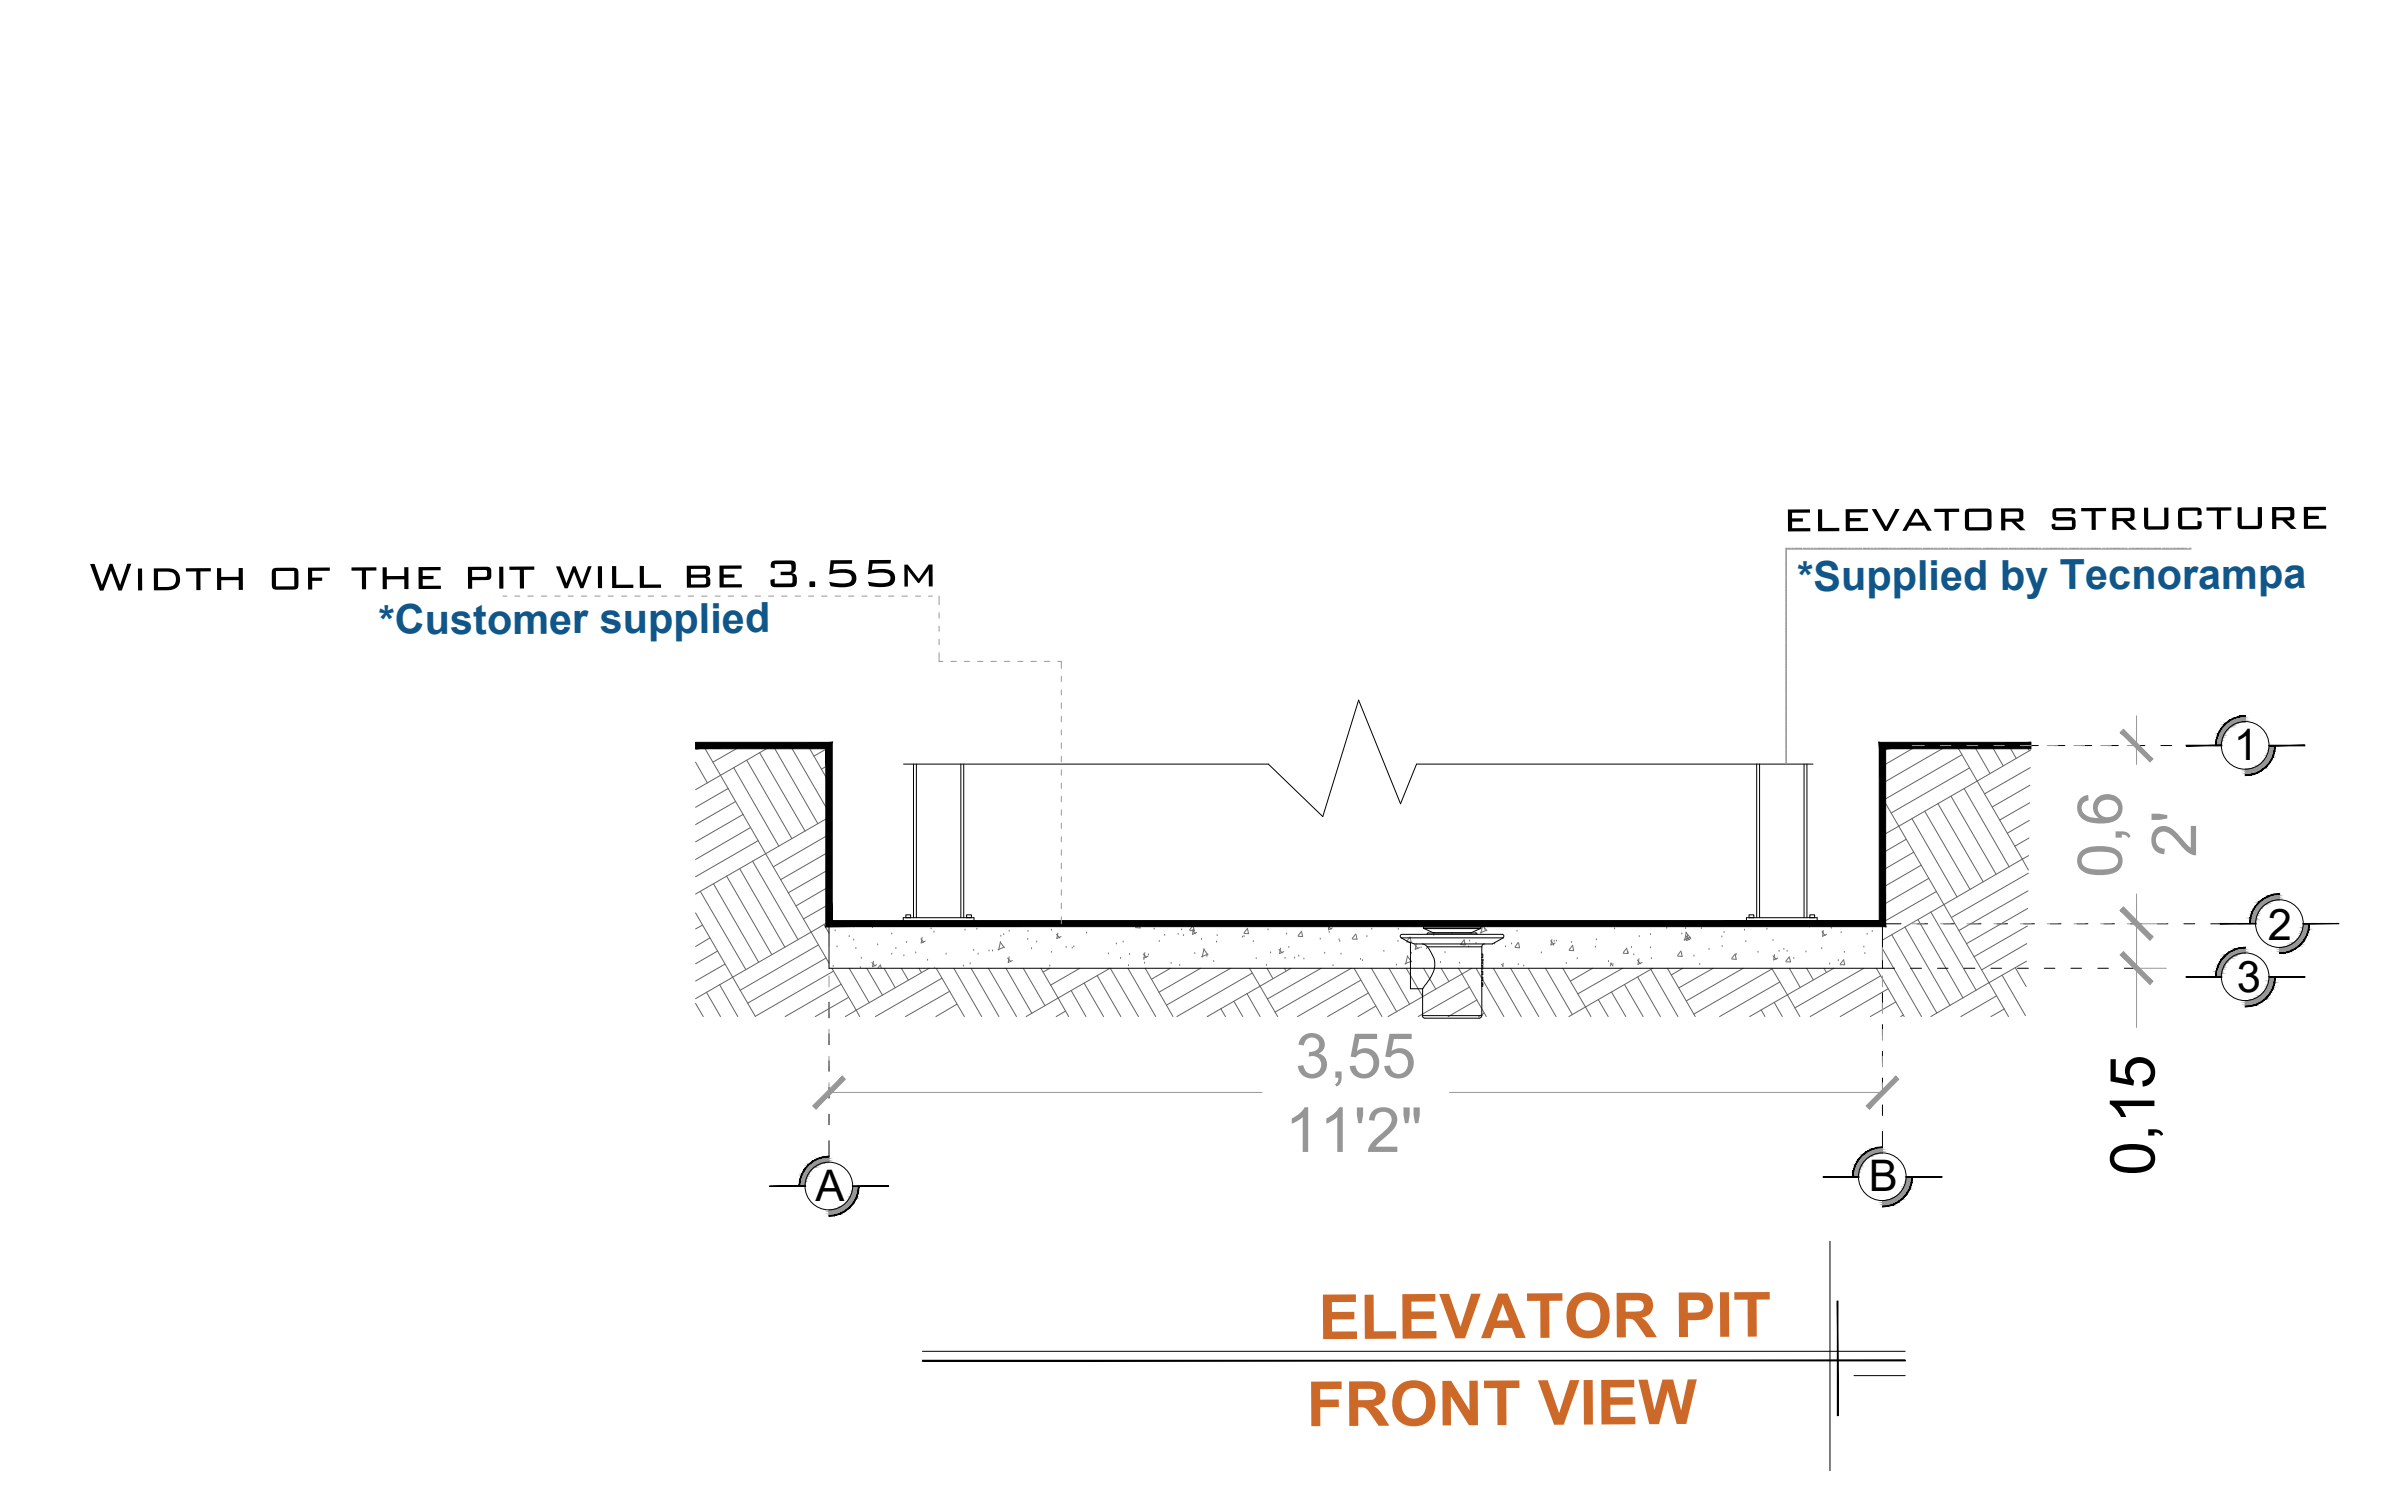 ELEVATOR STRUCTURE
*Supplied by Tecnorampa
WIDTH OF THE PIT WILL BE 3.55M
*Customer supplied
1
0,6
2'
2
3
3,55
11'2"
0,15
A
B
ELEVATOR PIT
FRONT VIEW